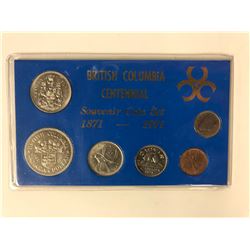 BRITISH COLUMBIA
CENTENNIAL
Souvenir Coin Set
1871 — 1971